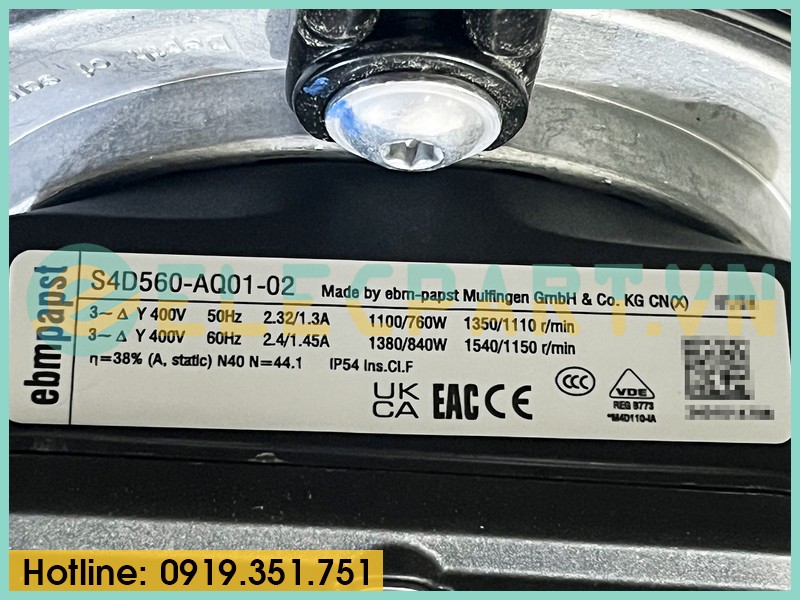 ELECPART.VN
ebmpapst
S4D560-AQ01-02 Made by ebm-papst Mulfingen GmbH & Co. KG CN(X)
3~ Δ Y 400V 50Hz 2.32/1.3A 1100/760W 1350/1110 r/min
3~ Δ Y 400V 60Hz 2.4/1.45A 1380/840W 1540/1150 r/min
η=38% (A, static) N40 N=44.1 IP54 Ins.Cl.F
UK CA EAC CE
CCC
VDE
REG 8773
*M4D110-IA
Hotline: 0919.351.751